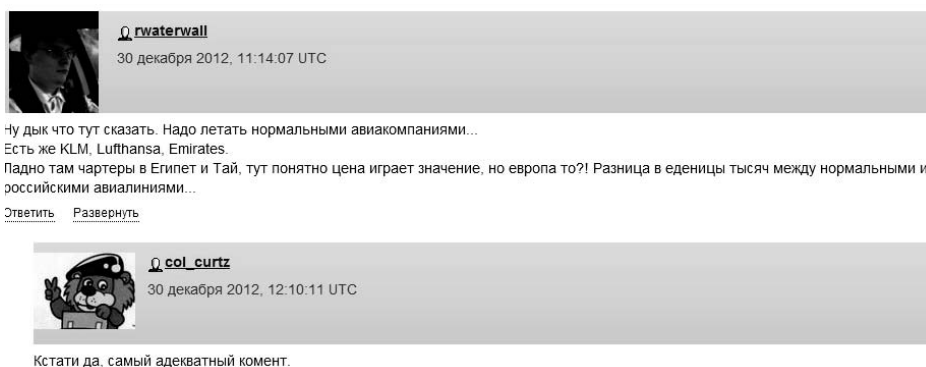 rwaterwall
30 декабря 2012, 11:14:07 UTC
Ну дык что тут сказать. Надо летать нормальными авиакомпаниями...
Есть же KLM, Lufthansa, Emirates.
Ладно там чартеры в Египет и Тай, тут понятно цена играет значение, но европа то?! Разница в еденицы тысяч между нормальными и
российскими авиалиниями...
Ответить Развернуть
col_curtz
30 декабря 2012, 12:10:11 UTC
Кстати да, самый адекватный комент.